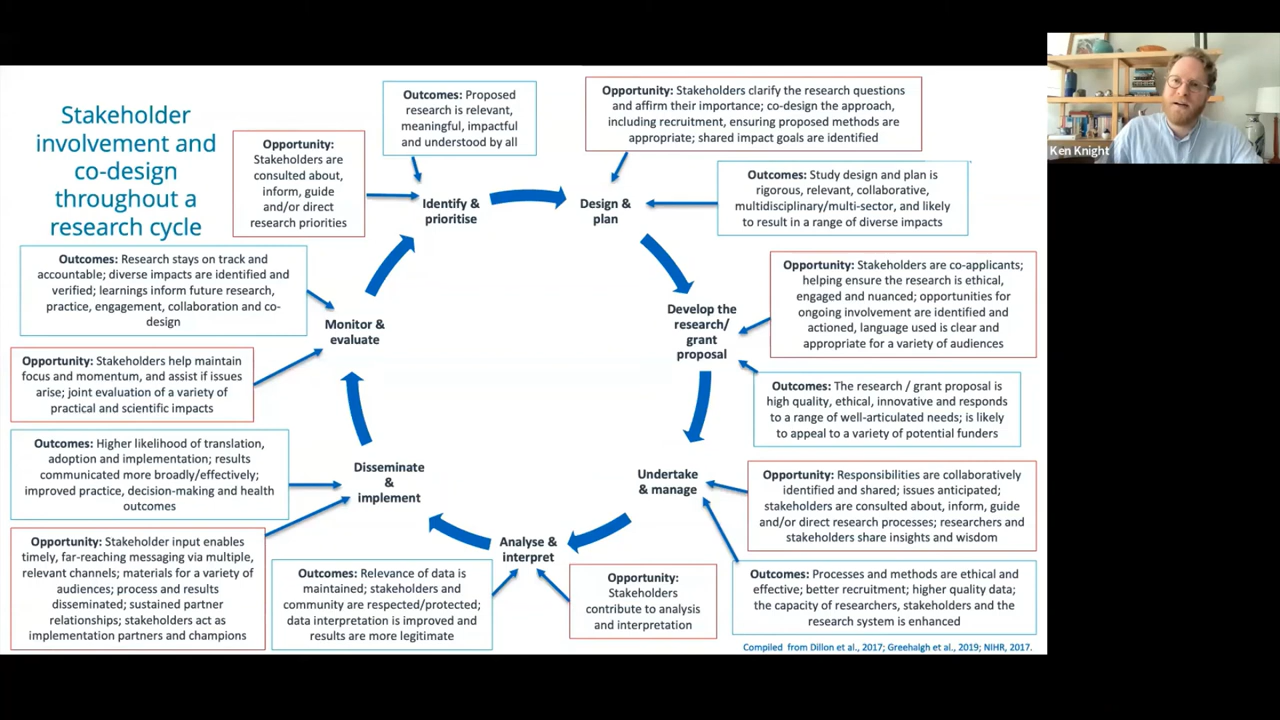 Stakeholder
involvement and
co-design
throughout a
research cycle
Outcomes: Proposed
research is relevant,
meaningful, impactful
and understood by all
Opportunity:
Stakeholders are
consulted about,
inform, guide
and/or direct
research priorities
Identify &
prioritise
Opportunity: Stakeholders clarify the research questions
and affirm their importance; co-design the approach,
including recruitment, ensuring proposed methods are
appropriate; shared impact goals are identified
Outcomes: Study design and plan is
rigorous, relevant, collaborative,
multidisciplinary/multi-sector, and likely
to result in a range of diverse impacts
Design &
plan
Opportunity: Stakeholders are co-applicants;
helping ensure the research is ethical,
engaged and nuanced; opportunities for
ongoing involvement are identified and
actioned, language used is clear and
appropriate for a variety of audiences
Develop the
research/
grant
proposal
Outcomes: The research / grant proposal is
high quality, ethical, innovative and responds
to a range of well-articulated needs; is likely
to appeal to a variety of potential funders
Undertake
& manage
Opportunity: Responsibilities are collaboratively
identified and shared; issues anticipated;
stakeholders are consulted about, inform, guide
and/or direct research processes; researchers and
stakeholders share insights and wisdom
Outcomes: Processes and methods are ethical and
effective; better recruitment; higher quality data;
the capacity of researchers, stakeholders and the
research system is enhanced
Analyse &
interpret
Opportunity:
Stakeholders
contribute to analysis
and interpretation
Outcomes: Relevance of data is
maintained; stakeholders and
community are respected/protected;
data interpretation is improved and
results are more legitimate
Disseminate
&
implement
Outcomes: Higher likelihood of translation,
adoption and implementation; results
communicated more broadly/effectively;
improved practice, decision-making and health
outcomes
Opportunity: Stakeholder input enables
timely, far-reaching messaging via multiple,
relevant channels; materials for a variety of
audiences; process and results
disseminated; sustained partner
relationships; stakeholders act as
implementation partners and champions
Monitor &
evaluate
Outcomes: Research stays on track and
accountable; diverse impacts are identified and
verified; learnings inform future research,
practice, engagement, collaboration and co-
design
Opportunity: Stakeholders help maintain
focus and momentum, and assist if issues
arise; joint evaluation of a variety of
practical and scientific impacts
Compiled from Dillon et al., 2017; Greehalgh et al., 2019; NIHR, 2017.
Ken Knight